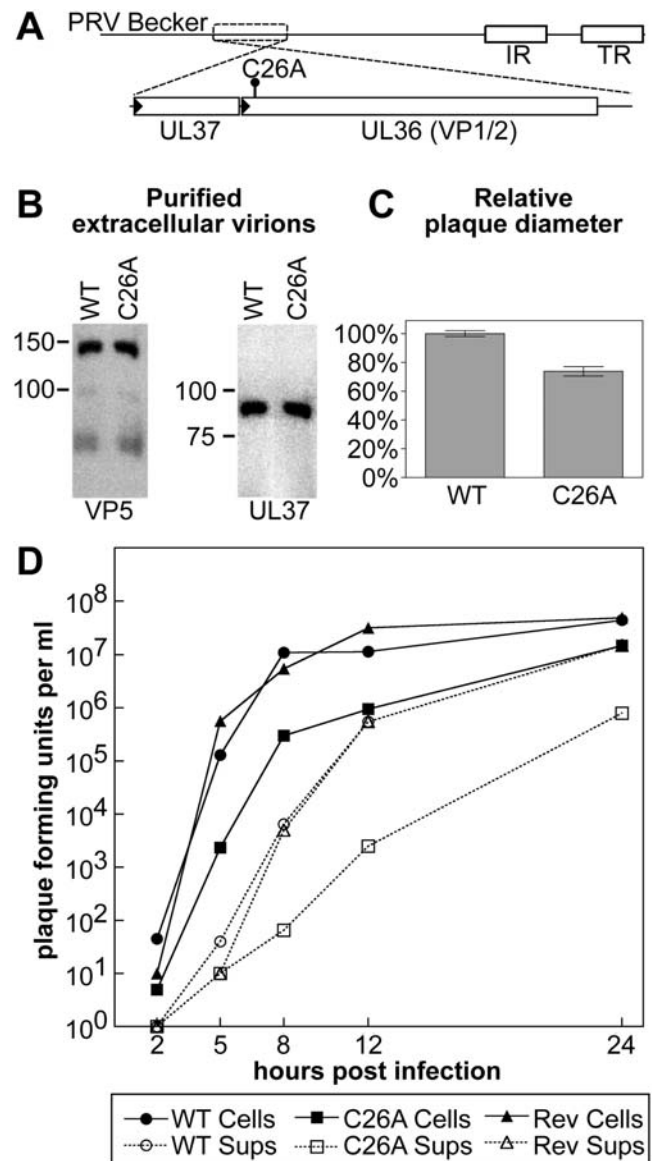 A
PRV Becker
IR
TR
C26A
UL37
UL36 (VP1/2)
B
Purified
extracellular virions
WT
C26A
150
100
VP5
WT
C26A
100
75
UL37
C
Relative
plaque diameter
100%
80%
60%
40%
20%
0%
WT
C26A
D
plaque forming units per ml
10⁸
10⁷
10⁶
10⁵
10⁴
10³
10²
10¹
10⁰
2
5
8
12
24
hours post infection
WT Cells
C26A Cells
Rev Cells
WT Sups
C26A Sups
Rev Sups